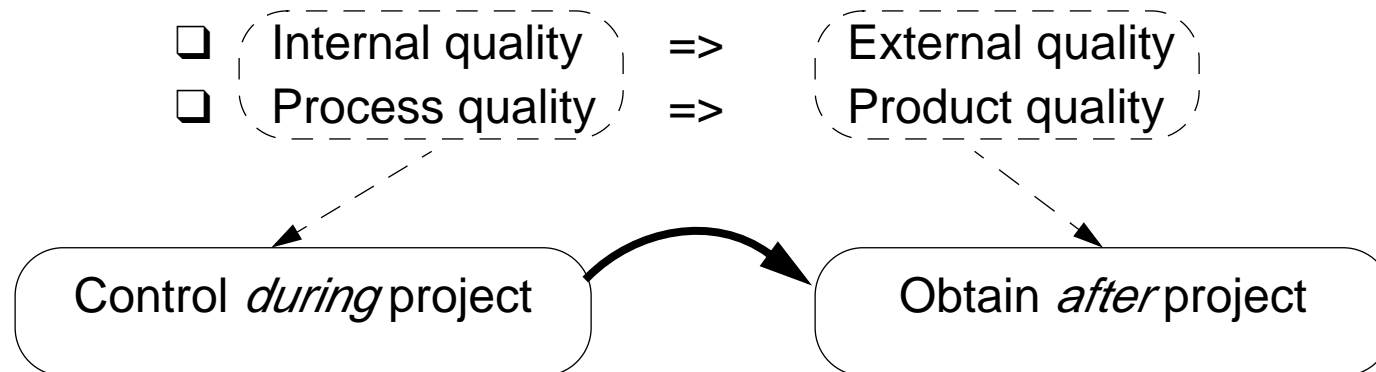 ❑ Internal quality => External quality
❑ Process quality => Product quality
Control during project Obtain after project